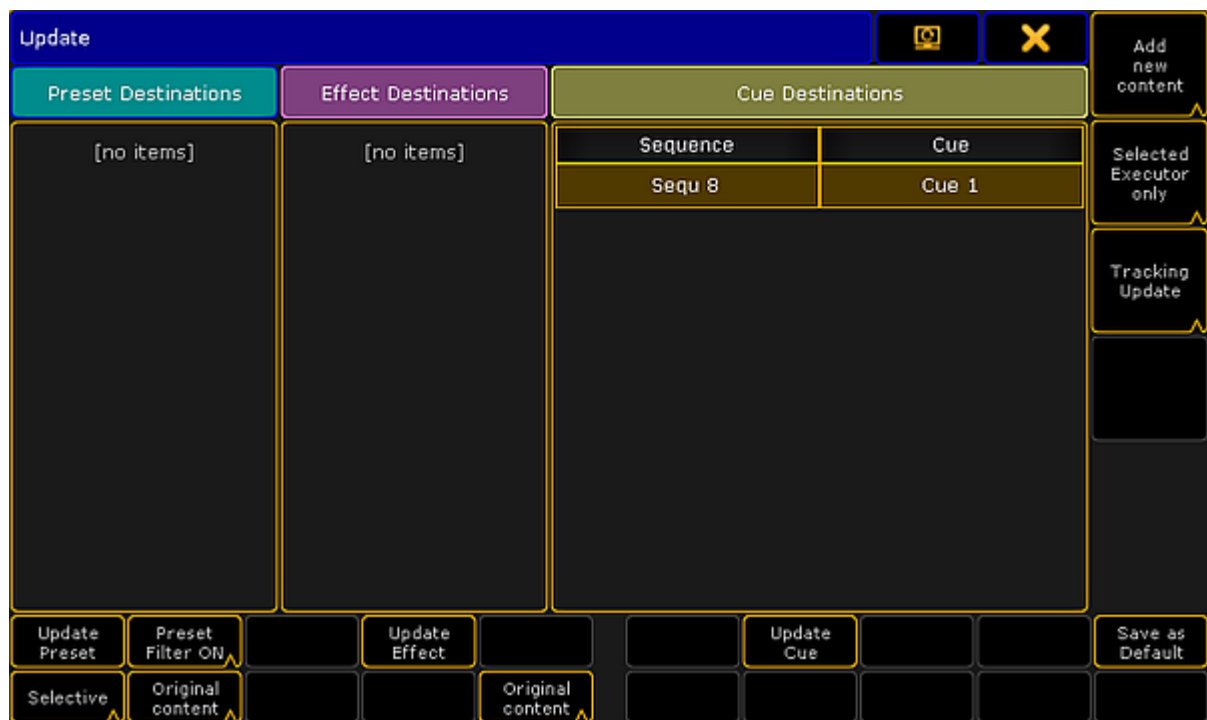 Update
Preset Destinations
Effect Destinations
Cue Destinations
[no items]
[no items]
Sequence
Cue
Sequ 8
Cue 1
Add
new
content
Selected
Executor
only
Tracking
Update
Update
Preset
Preset
Filter ON
Update
Effect
Update
Cue
Save as
Default
Selective
Original
content
Original
content